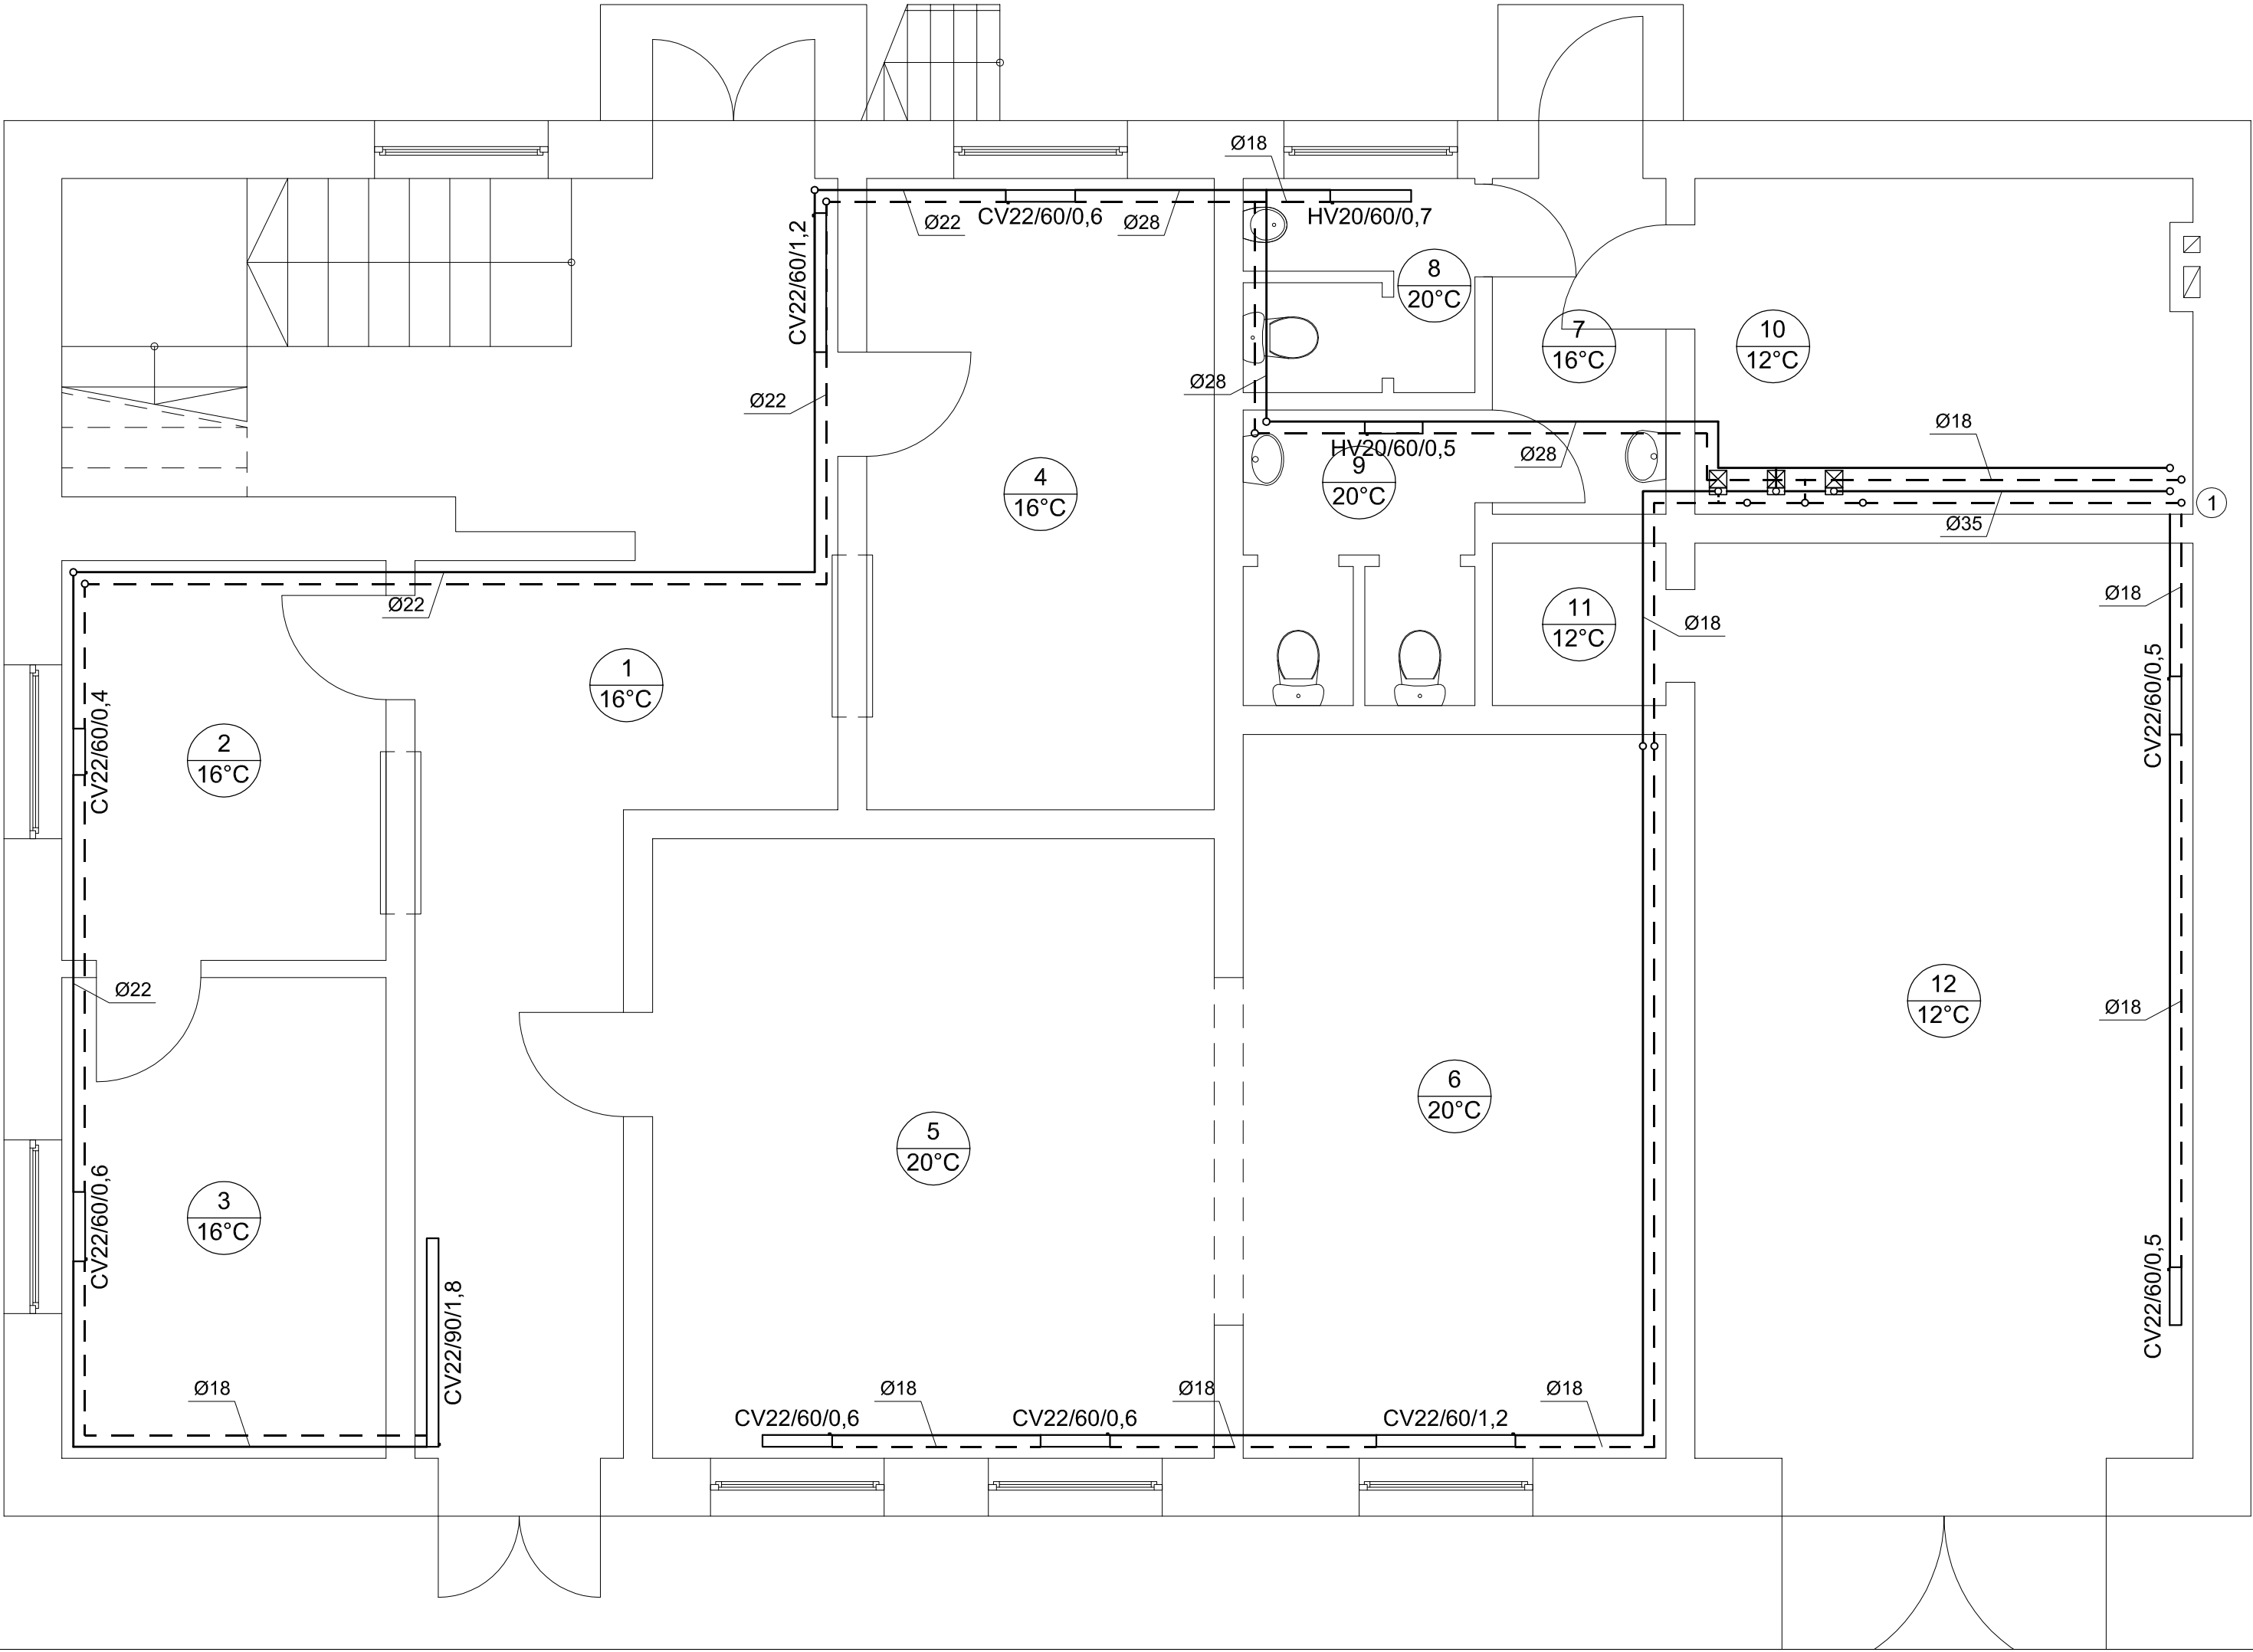 Ø18
Ø22
CV22/60/0,6
Ø28
HV20/60/0,7
CV22/60/1,2
8
20°C
7
16°C
10
12°C
Ø22
Ø28
Ø18
HV20/60/0,5
Ø28
9
20°C
4
16°C
1
Ø35
Ø22
11
12°C
Ø18
Ø18
1
16°C
CV22/60/0,5
CV22/60/0,4
2
16°C
Ø22
12
12°C
Ø18
6
20°C
5
20°C
CV22/60/0,6
3
16°C
CV22/90/1,8
CV22/60/0,5
Ø18
Ø18
Ø18
Ø18
CV22/60/0,6
CV22/60/0,6
CV22/60/1,2